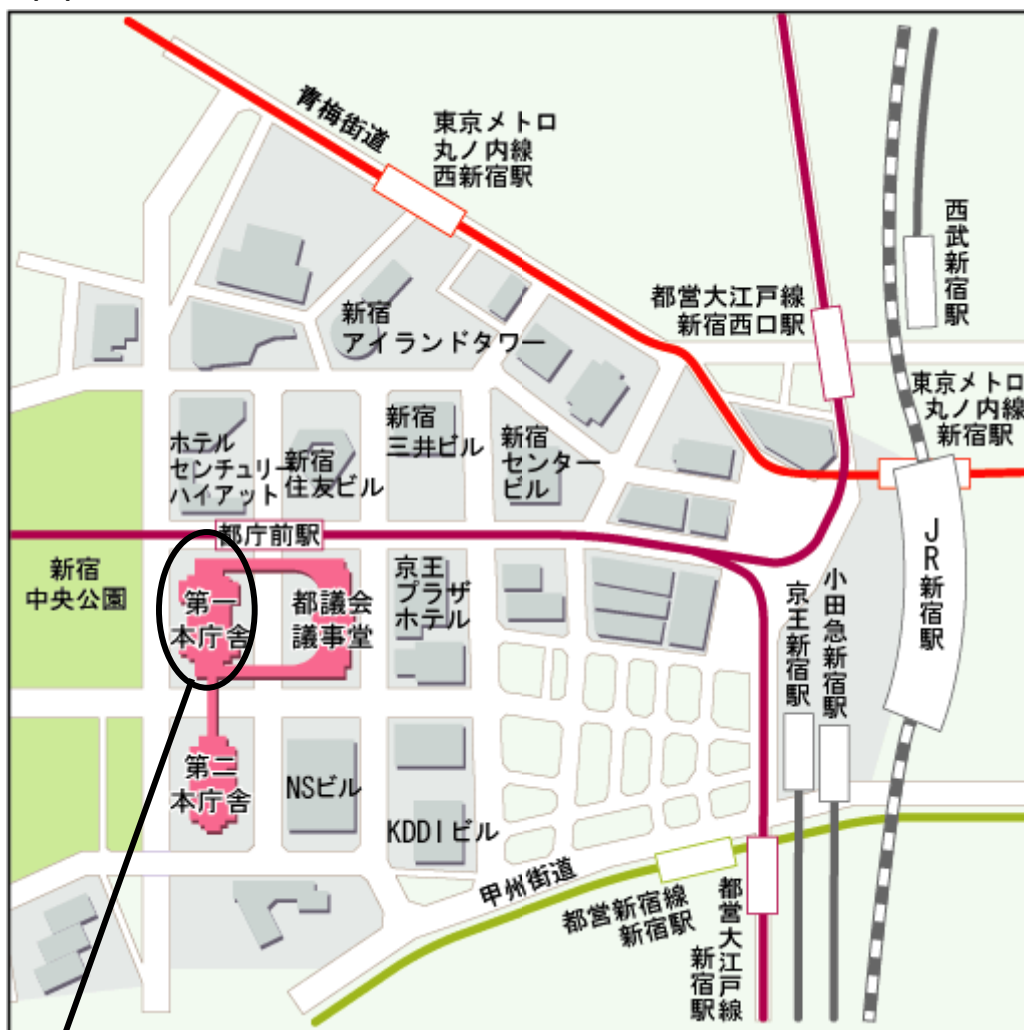 青梅街道
東京メトロ
丸ノ内線
西新宿駅
西武新宿駅
都営大江戸線
新宿西口駅
新宿
アイランドタワー
東京メトロ
丸ノ内線
新宿駅
ホテル
センチュリー
ハイアット
新宿
住友ビル
新宿
三井ビル
新宿
センター
ビル
都庁前駅
JR新宿駅
新宿
中央公園
第一
本庁舎
都議会
議事堂
京王
プラザ
ホテル
京王新宿駅
小田急新宿駅
第二
本庁舎
NSビル
KDDIビル
甲州街道
都営新宿線
新宿駅
都営大江戸線
新宿駅